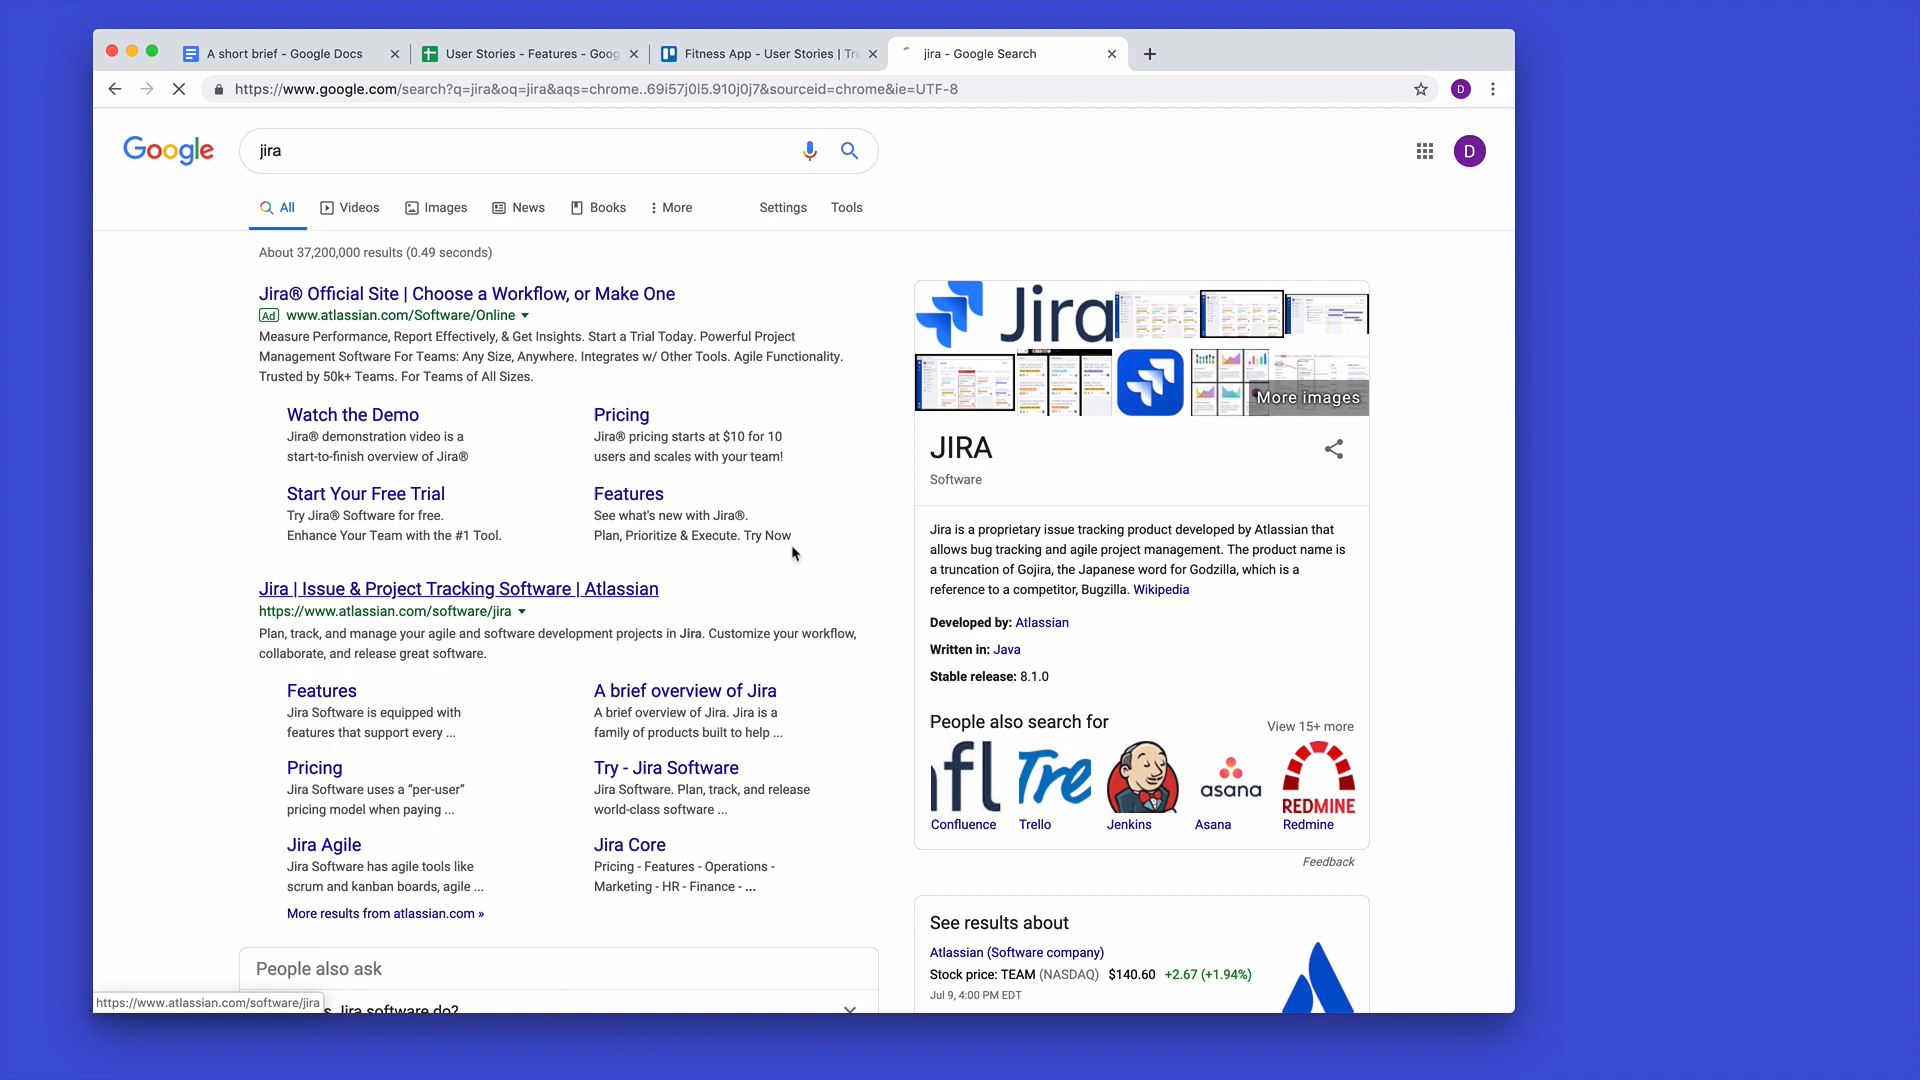 A short brief - Google Docs
User Stories - Features - Goog
Fitness App - User Stories | Tre
jira - Google Search
https://www.google.com/search?q=jira&oq=jira&aqs=chrome..69i57j0l5.910j0j7&sourceid=chrome&ie=UTF-8
D
Google
jira
D
All
Videos
Images
News
Books
More
Settings
Tools
About 37,200,000 results (0.49 seconds)
Jira® Official Site | Choose a Workflow, or Make One
Ad www.atlassian.com/Software/Online
Measure Performance, Report Effectively, & Get Insights. Start a Trial Today. Powerful Project
Management Software For Teams: Any Size, Anywhere. Integrates w/ Other Tools. Agile Functionality.
Trusted by 50k+ Teams. For Teams of All Sizes.
Watch the Demo
Jira® demonstration video is a
start-to-finish overview of Jira®
Pricing
Jira® pricing starts at $10 for 10
users and scales with your team!
Start Your Free Trial
Try Jira® Software for free.
Enhance Your Team with the #1 Tool.
Features
See what's new with Jira®.
Plan, Prioritize & Execute. Try Now
Jira | Issue & Project Tracking Software | Atlassian
https://www.atlassian.com/software/jira
Plan, track, and manage your agile and software development projects in Jira. Customize your workflow,
collaborate, and release great software.
Features
Jira Software is equipped with
features that support every ...
A brief overview of Jira
A brief overview of Jira. Jira is a
family of products built to help ...
Pricing
Jira Software uses a “per-user”
pricing model when paying ...
Try - Jira Software
Jira Software. Plan, track, and release
world-class software ...
Jira Agile
Jira Software has agile tools like
scrum and kanban boards, agile ...
Jira Core
Pricing - Features - Operations -
Marketing - HR - Finance - ...
More results from atlassian.com »
People also ask
s Jira software do?
https://www.atlassian.com/software/jira
Jira
More images
JIRA
Software
Jira is a proprietary issue tracking product developed by Atlassian that
allows bug tracking and agile project management. The product name is
a truncation of Gojira, the Japanese word for Godzilla, which is a
reference to a competitor, Bugzilla. Wikipedia
Developed by: Atlassian
Written in: Java
Stable release: 8.1.0
People also search for
View 15+ more
nfl
Tre
asana
REDMINE
Confluence
Trello
Jenkins
Asana
Redmine
Feedback
See results about
Atlassian (Software company)
Stock price: TEAM (NASDAQ) $140.60 +2.67 (+1.94%)
Jul 9, 4:00 PM EDT